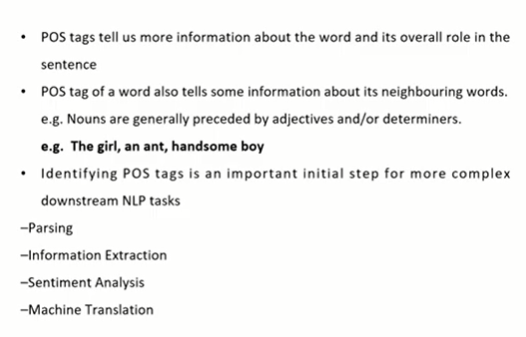 • POS tags tell us more information about the word and its overall role in the
sentence
• POS tag of a word also tells some information about its neighbouring words.
e.g. Nouns are generally preceded by adjectives and/or determiners.
e.g. The girl, an ant, handsome boy
• Identifying POS tags is an important initial step for more complex
downstream NLP tasks
–Parsing
–Information Extraction
–Sentiment Analysis
–Machine Translation